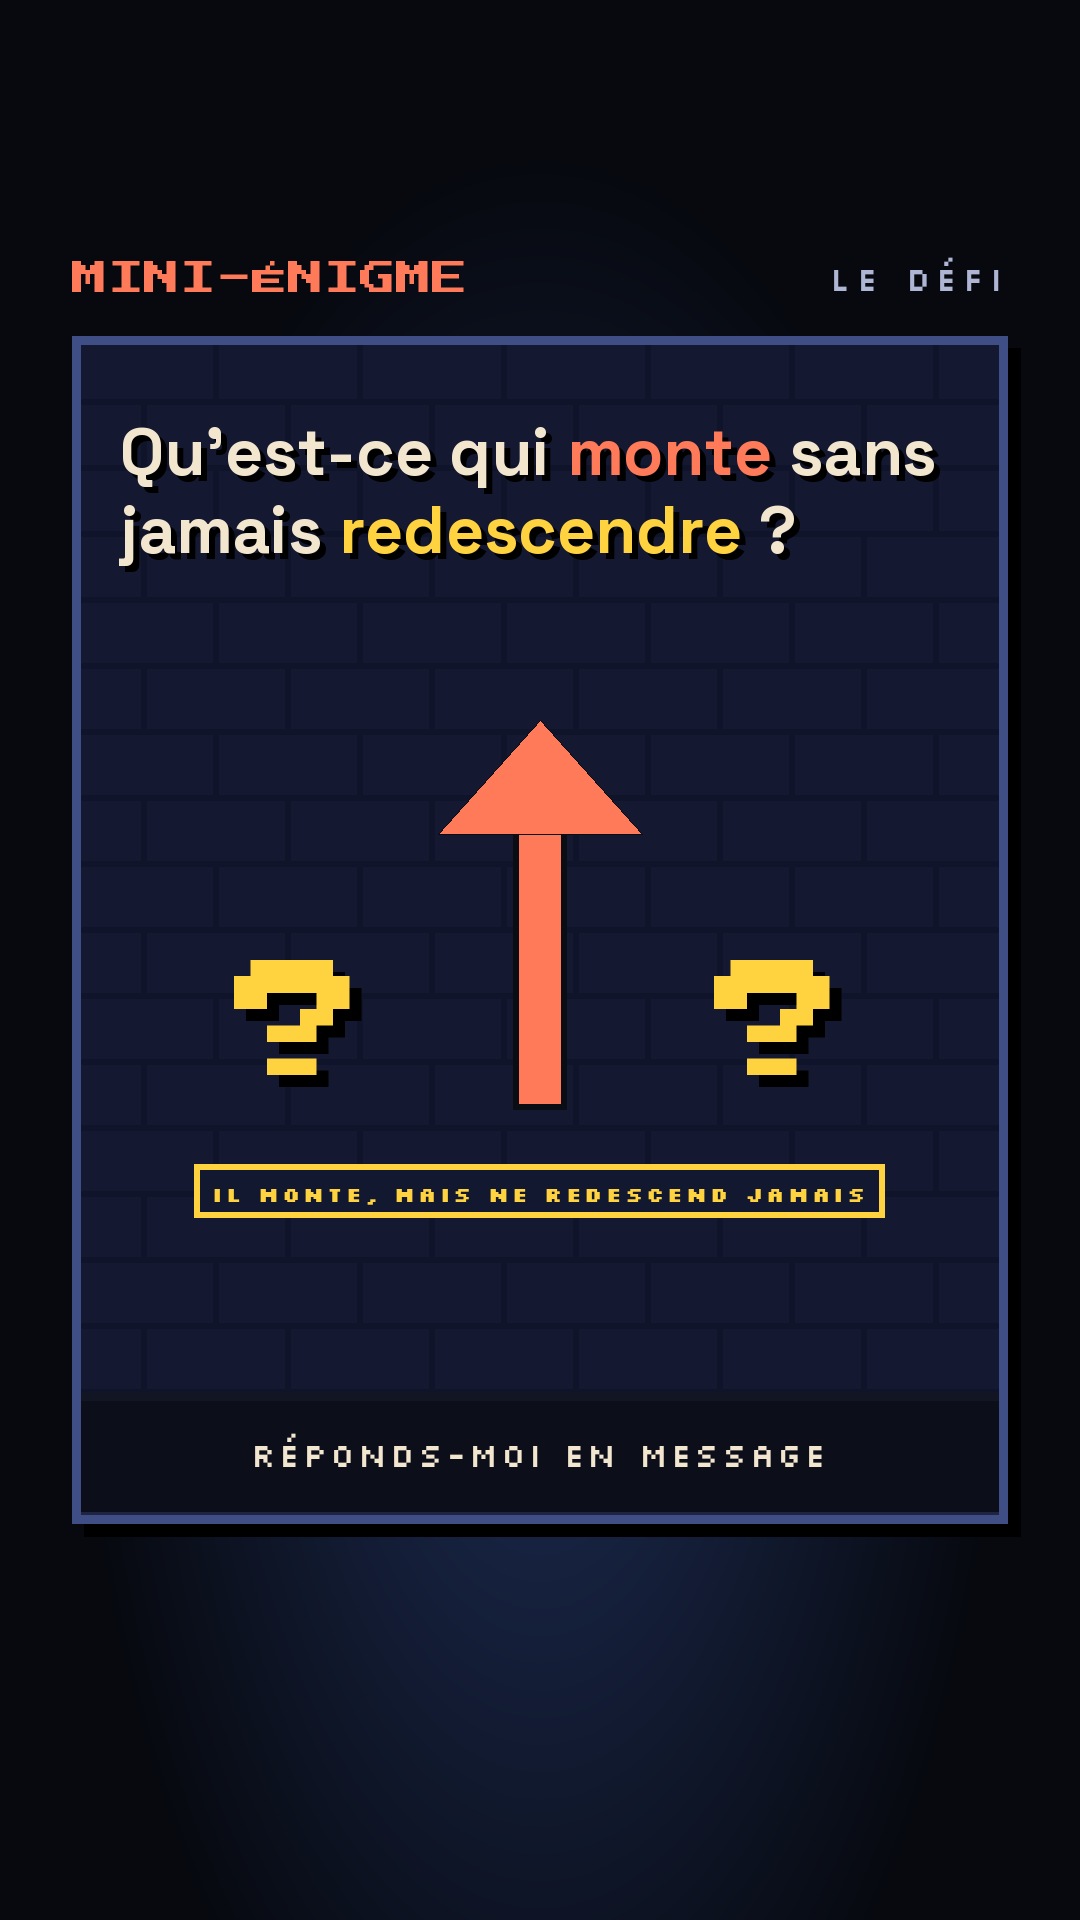 MINI-ÉNIGME
LE DÉFI
Qu’est-ce qui monte sans
jamais redescendre ?
? ?
IL MONTE, MAIS NE REDESCEND JAMAIS
RÉPONDS-MOI EN MESSAGE